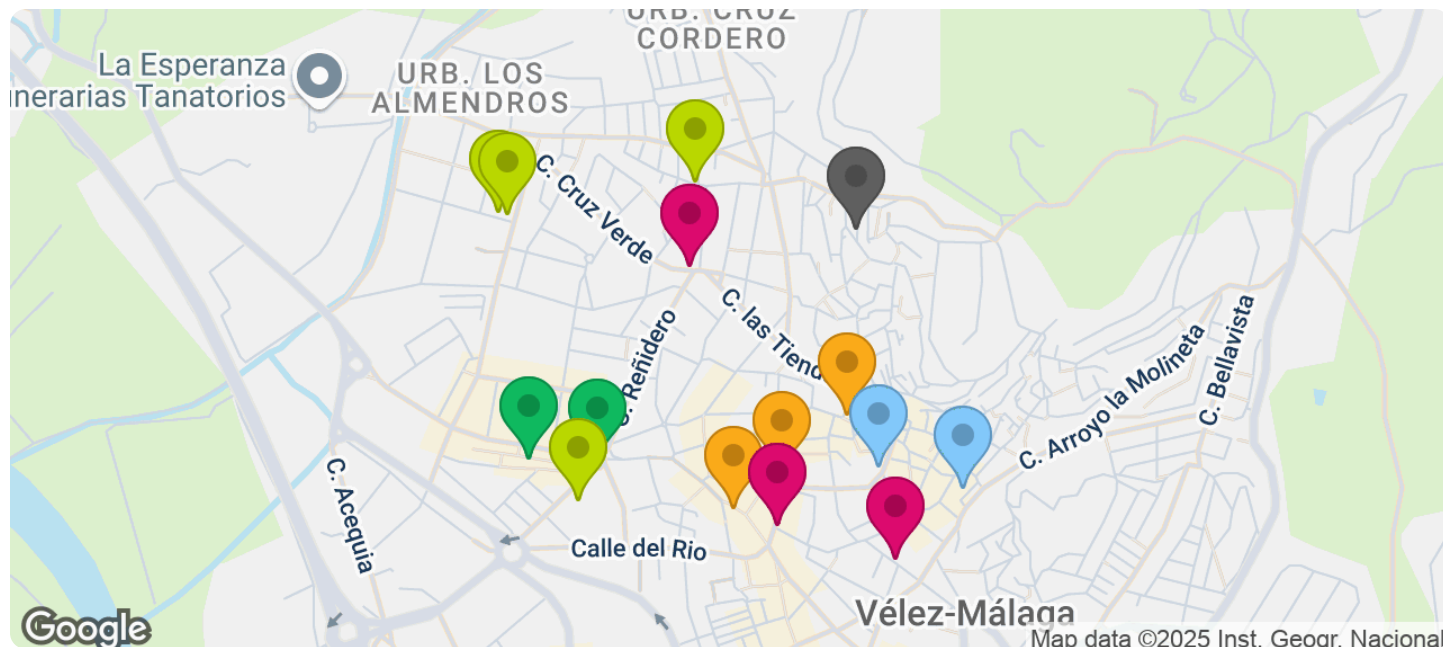 URB. CRUZ
CORDERO
La Esperanza
nerarias Tanatorios
URB. LOS
ALMENDROS
C. Cruz Verde
C. las Tiend
C. Reñidero
C. Arroyo la Molineta
C. Bellavista
C. Acequia
Calle del Rio
Vélez-Málaga
Google
Map data ©2025 Inst. Geogr. Nacional